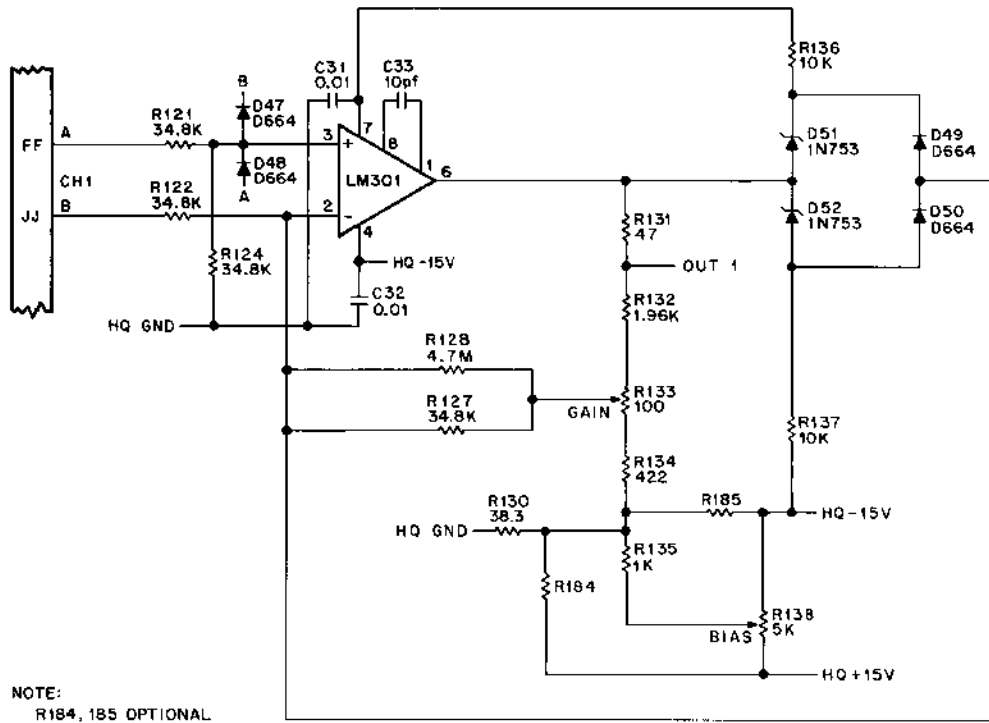 R136
10K
C31
0.01
C33
10pf
B
D47
D664
R121
34.8K
A
FF
3
+
7
8
1
6
D51
1N753
D49
D664
D48
D664
A
LM301
CH1
R122
34.8K
B
JJ
2
-
4
D52
1N753
D50
D664
R131
47
R124
34.8K
HQ-15V
OUT 1
C32
0.01
R132
1.96K
HQ GND
R128
4.7M
R133
100
GAIN
R127
34.8K
R137
10K
R134
422
R130
38.3
R185
HQ-15V
HQ GND
R135
1K
R184
R138
5K
BIAS
HQ+15V
NOTE:
R184, 185 OPTIONAL